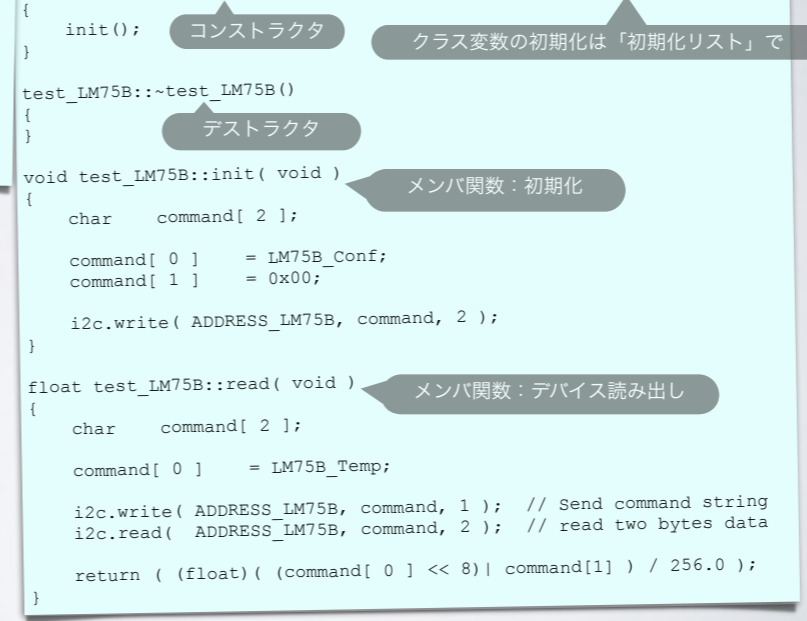 {
init();
コンストラクタ
クラス変数の初期化は「初期化リスト」で
}
test_LM75B::~test_LM75B()
{
デストラクタ
}
void test_LM75B::init( void )
メンバ関数：初期化
{
char command[ 2 ];
command[ 0 ] = LM75B_Conf;
command[ 1 ] = 0x00;
i2c.write( ADDRESS_LM75B, command, 2 );
}
float test_LM75B::read( void )
メンバ関数：デバイス読み出し
{
char command[ 2 ];
command[ 0 ] = LM75B_Temp;
i2c.write( ADDRESS_LM75B, command, 1 ); // Send command string
i2c.read( ADDRESS_LM75B, command, 2 ); // read two bytes data
return ( (float)( (command[ 0 ] << 8)| command[1] ) / 256.0 );
}